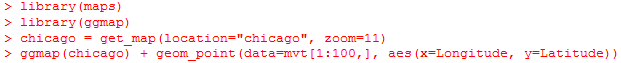 > library(maps)
> library(ggmap)
> chicago = get_map(location="chicago", zoom=11)
> ggmap(chicago) + geom_point(data=mvt[1:100,], aes(x=Longitude, y=Latitude))